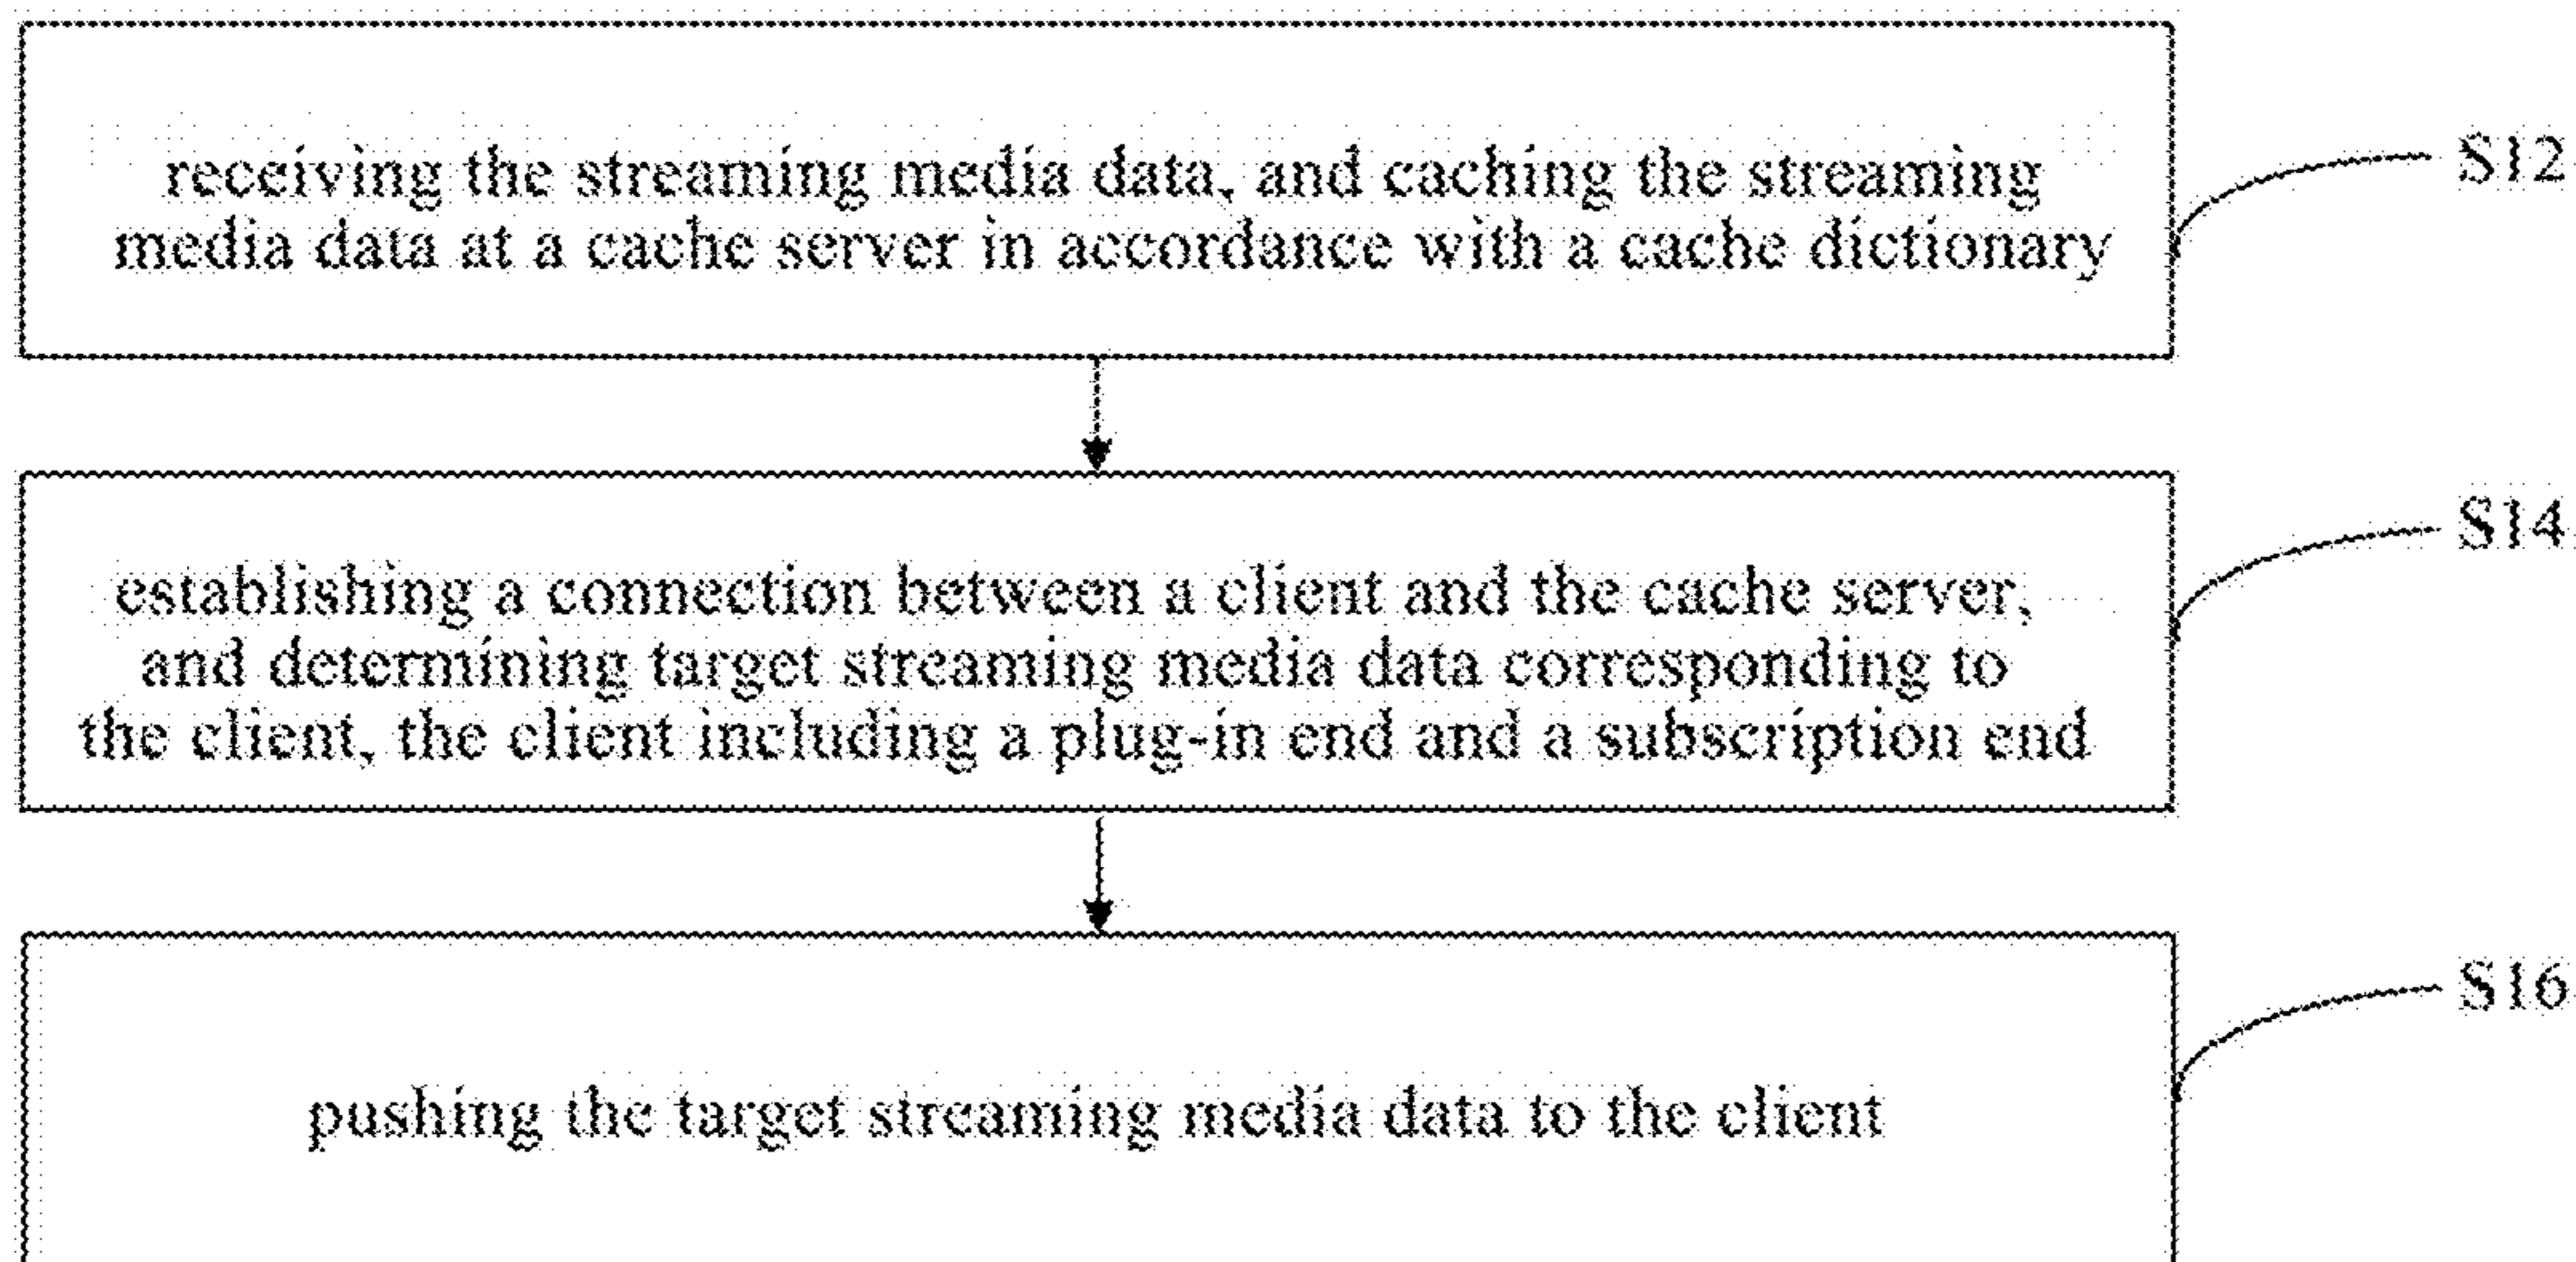 receiving the streaming media data, and caching the streaming
media data at a cache server in accordance with a cache dictionary
S12
establishing a connection between a client and the cache server,
and determining target streaming media data corresponding to
the client, the client including a plug-in end and a subscription end
S14
pushing the target streaming media data to the client
S16